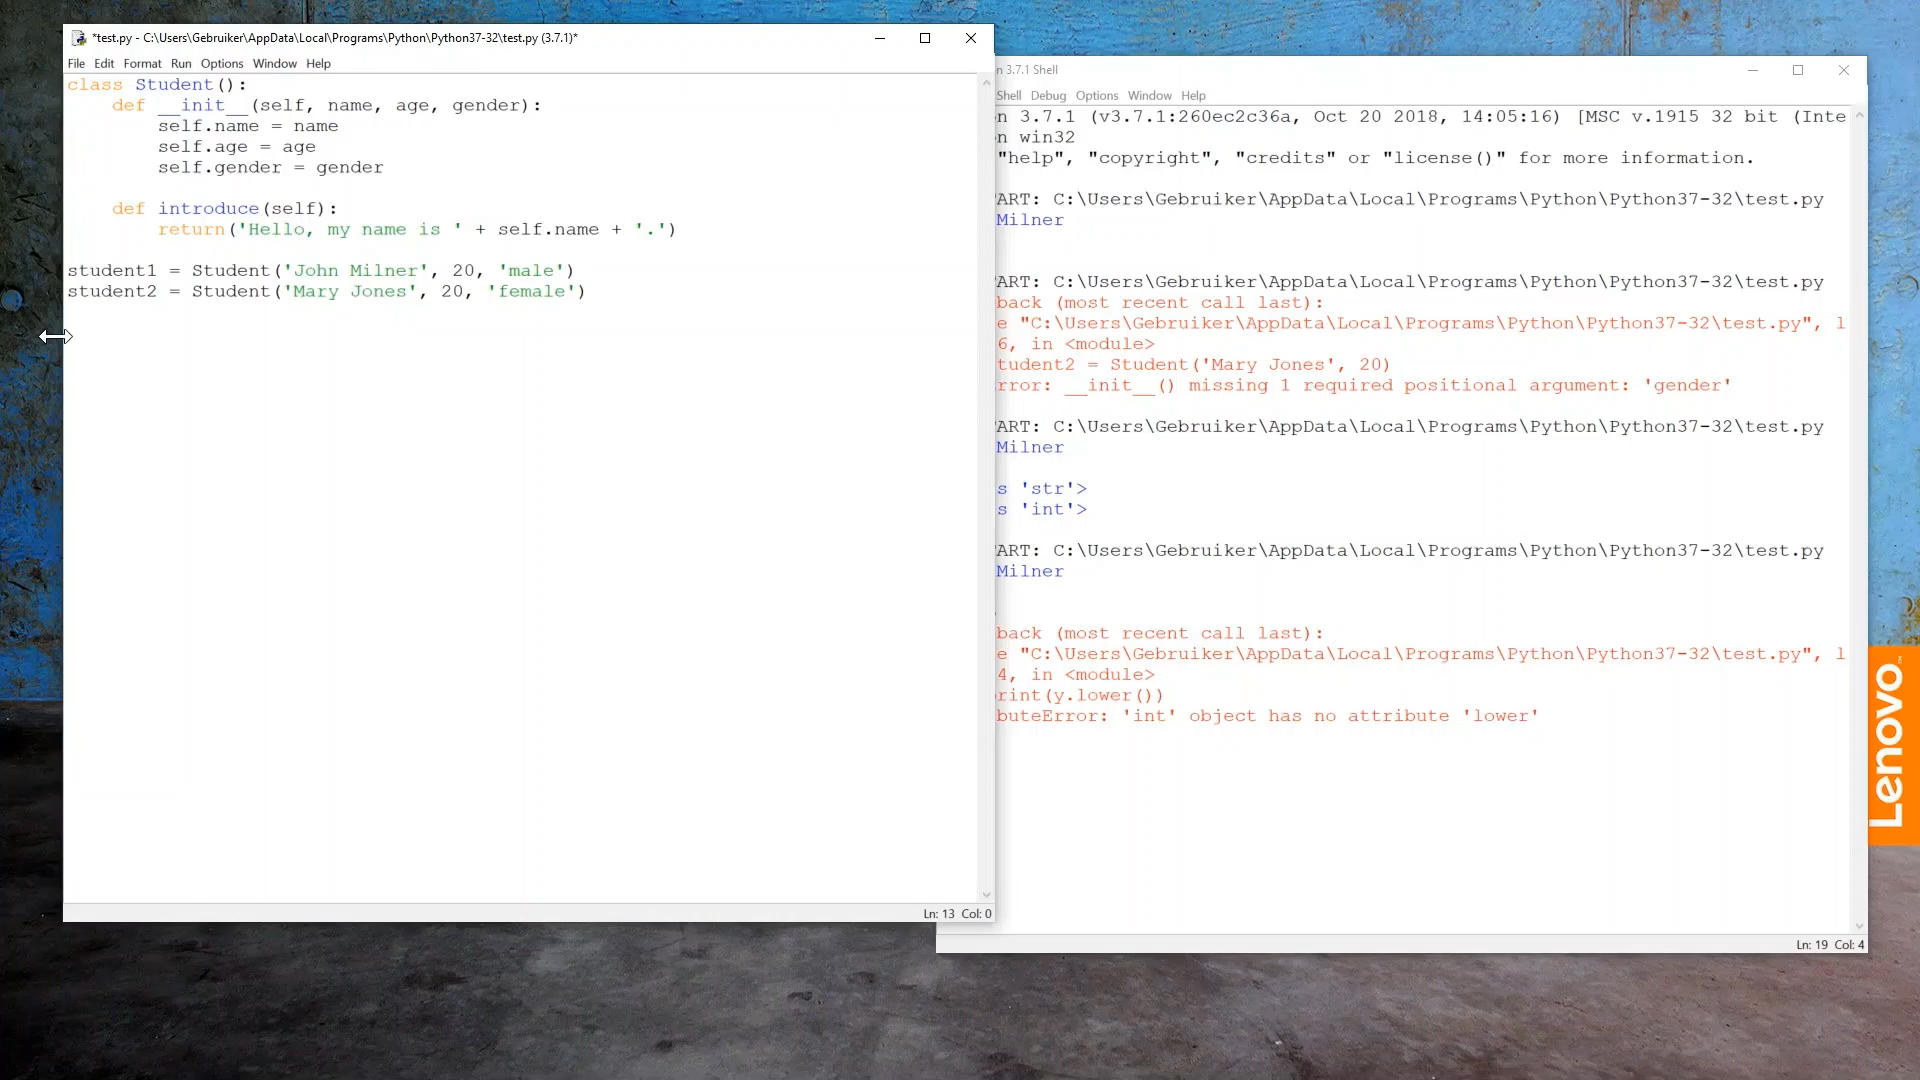 *test.py - C:\Users\Gebruiker\AppData\Local\Programs\Python\Python37-32\test.py (3.7.1)*
File Edit Format Run Options Window Help
class Student():
    def __init__(self, name, age, gender):
        self.name = name
        self.age = age
        self.gender = gender
    def introduce(self):
        return('Hello, my name is ' + self.name + '.')
student1 = Student('John Milner', 20, 'male')
student2 = Student('Mary Jones', 20, 'female')
Ln: 13 Col: 0
n 3.7.1 Shell
Shell Debug Options Window Help
n 3.7.1 (v3.7.1:260ec2c36a, Oct 20 2018, 14:05:16) [MSC v.1915 32 bit (Inte
n win32
"help", "copyright", "credits" or "license()" for more information.
ART: C:\Users\Gebruiker\AppData\Local\Programs\Python\Python37-32\test.py
Milner
ART: C:\Users\Gebruiker\AppData\Local\Programs\Python\Python37-32\test.py
back (most recent call last):
e "C:\Users\Gebruiker\AppData\Local\Programs\Python\Python37-32\test.py", l
6, in <module>
tudent2 = Student('Mary Jones', 20)
rror: __init__() missing 1 required positional argument: 'gender'
ART: C:\Users\Gebruiker\AppData\Local\Programs\Python\Python37-32\test.py
Milner
s 'str'>
s 'int'>
ART: C:\Users\Gebruiker\AppData\Local\Programs\Python\Python37-32\test.py
Milner
back (most recent call last):
e "C:\Users\Gebruiker\AppData\Local\Programs\Python\Python37-32\test.py", l
4, in <module>
rint(y.lower())
buteError: 'int' object has no attribute 'lower'
Ln: 19 Col: 4
Lenovo